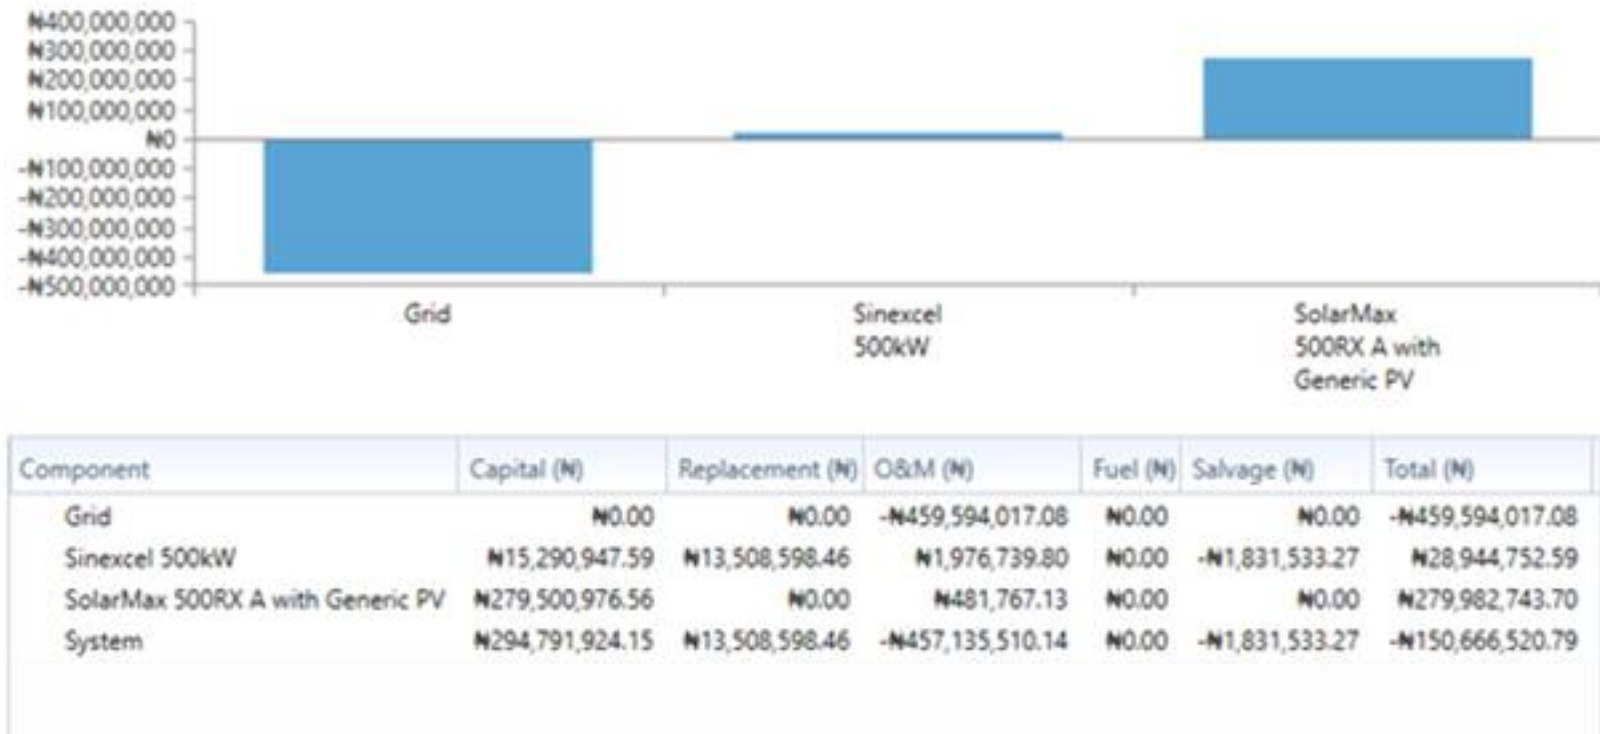 ₦400,000,000
₦300,000,000
₦200,000,000
₦100,000,000
₦0
-₦100,000,000
-₦200,000,000
-₦300,000,000
-₦400,000,000
-₦500,000,000
Grid
Sinexcel
500kW
SolarMax
500RX A with
Generic PV
Component Capital (₦) Replacement (₦) O&M (₦) Fuel (₦) Salvage (₦) Total (₦)
Grid ₦0.00 ₦0.00 -₦459,594,017.08 ₦0.00 ₦0.00 -₦459,594,017.08
Sinexcel 500kW ₦15,290,947.59 ₦13,508,598.46 ₦1,976,739.80 ₦0.00 -₦1,831,533.27 ₦28,944,752.59
SolarMax 500RX A with Generic PV ₦279,500,976.56 ₦0.00 ₦481,767.13 ₦0.00 ₦0.00 ₦279,982,743.70
System ₦294,791,924.15 ₦13,508,598.46 -₦457,135,510.14 ₦0.00 -₦1,831,533.27 -₦150,666,520.79